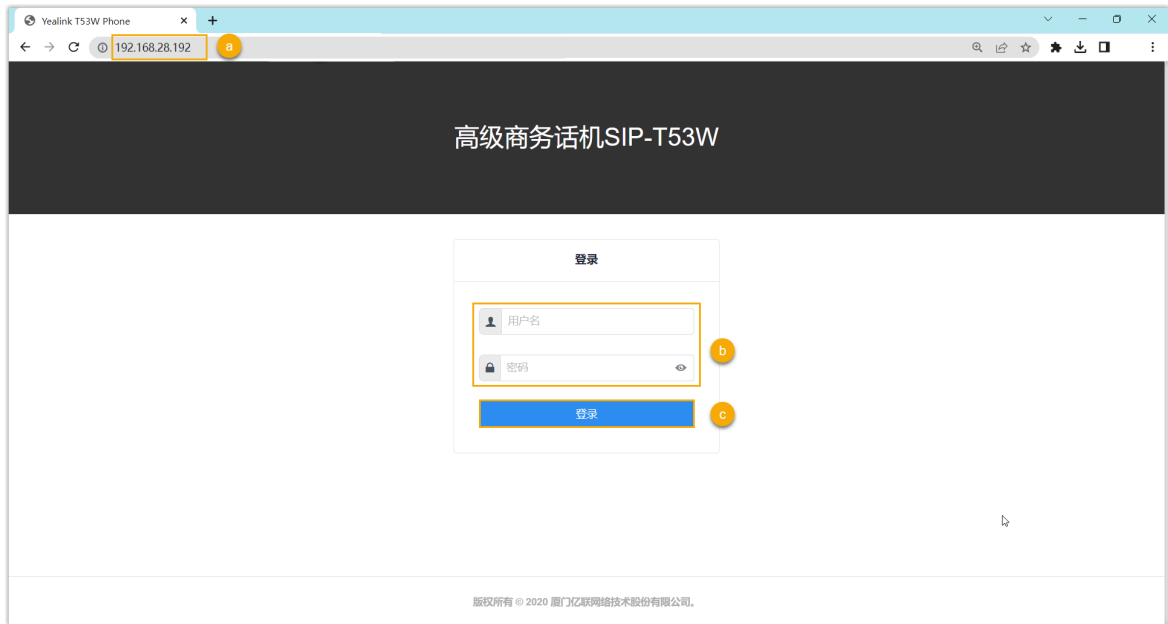 Yealink T53W Phone
192.168.28.192
a
高级商务话机SIP-T53W
登录
用户名
b
密码
登录
c
版权所有 © 2020 厦门亿联网络技术股份有限公司。